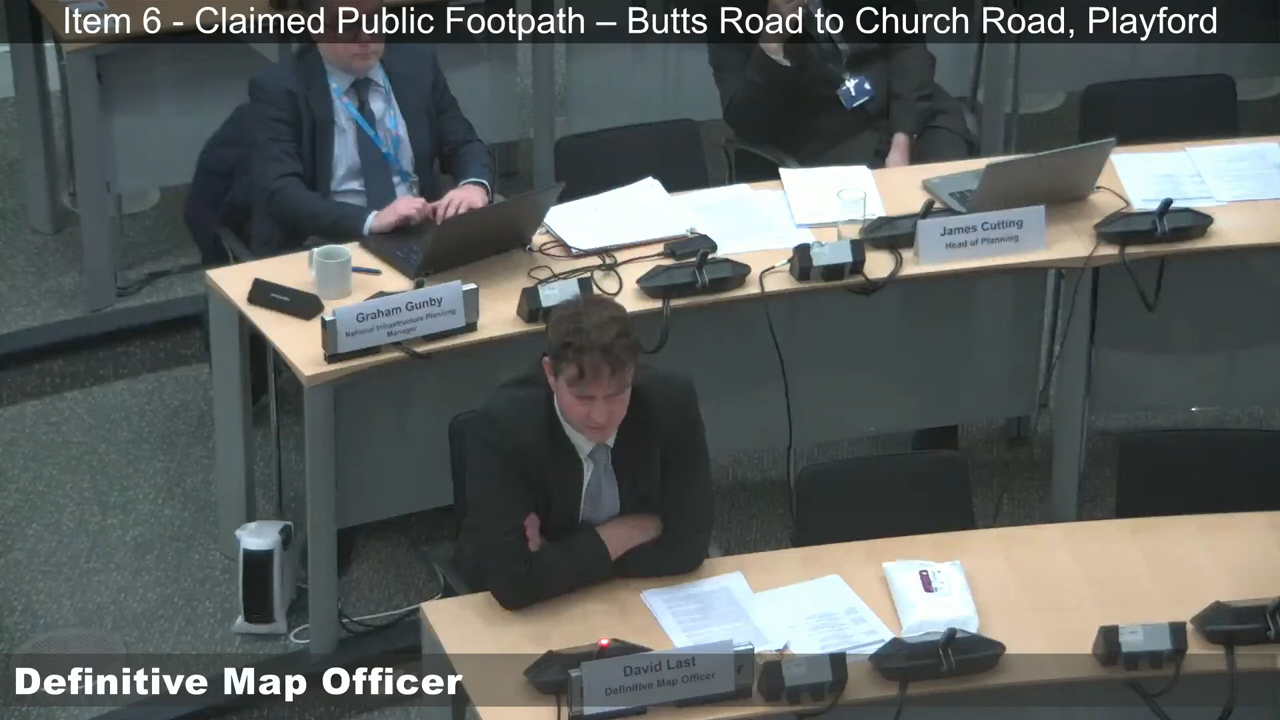 Item 6 - Claimed Public Footpath – Butts Road to Church Road, Playford
James Cutting
Head of Planning
Graham Gunby
National Infrastructure Planning
Manager
David Last
Definitive Map Officer
Definitive Map Officer